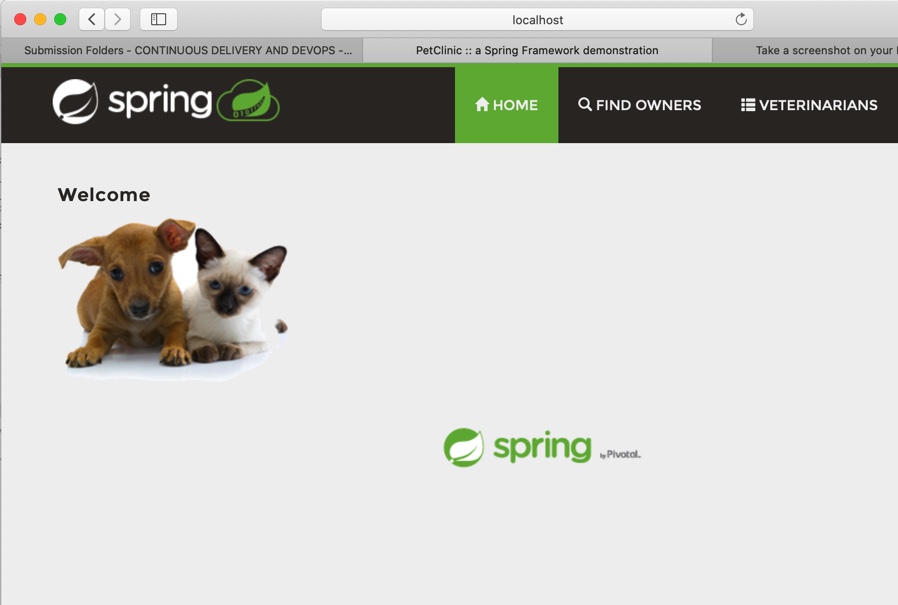 localhost
Submission Folders - CONTINUOUS DELIVERY AND DEVOPS -...
PetClinic :: a Spring Framework demonstration
Take a screenshot on your
spring
HOME
FIND OWNERS
VETERINARIANS
Welcome
spring by Pivotal